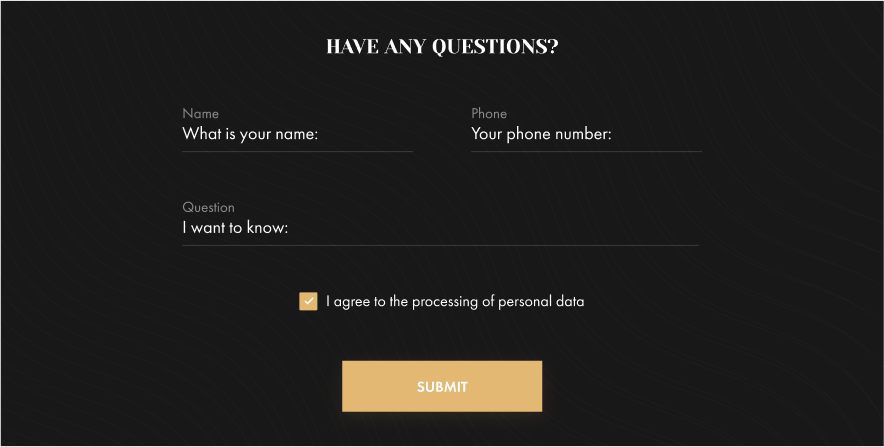 HAVE ANY QUESTIONS?
Name
What is your name:
Phone
Your phone number:
Question
I want to know:
I agree to the processing of personal data
SUBMIT